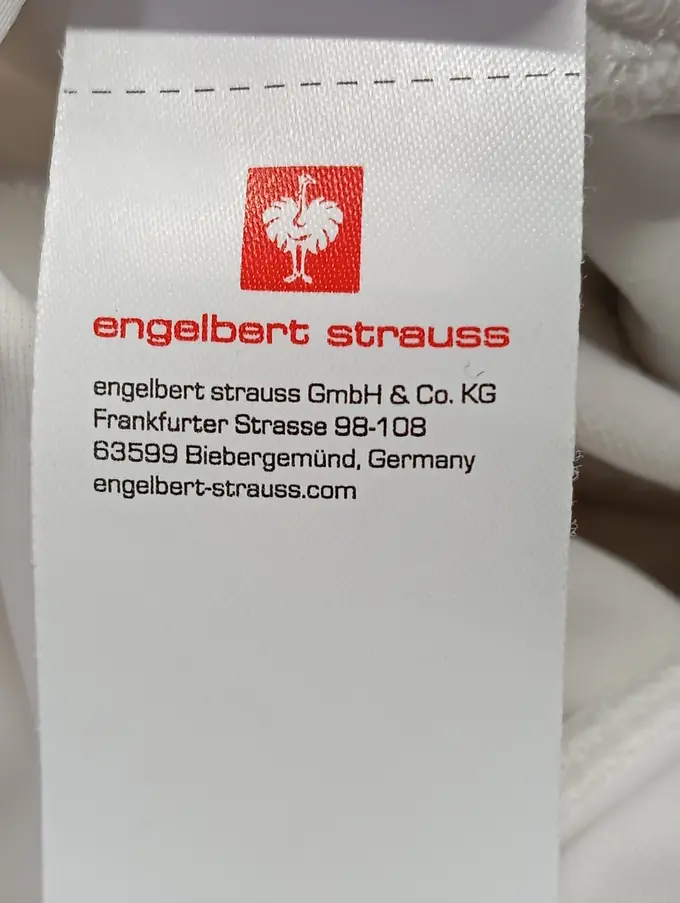 engelbert strauss
engelbert strauss GmbH & Co. KG
Frankfurter Strasse 98-108
63599 Biebergemünd, Germany
engelbert-strauss.com